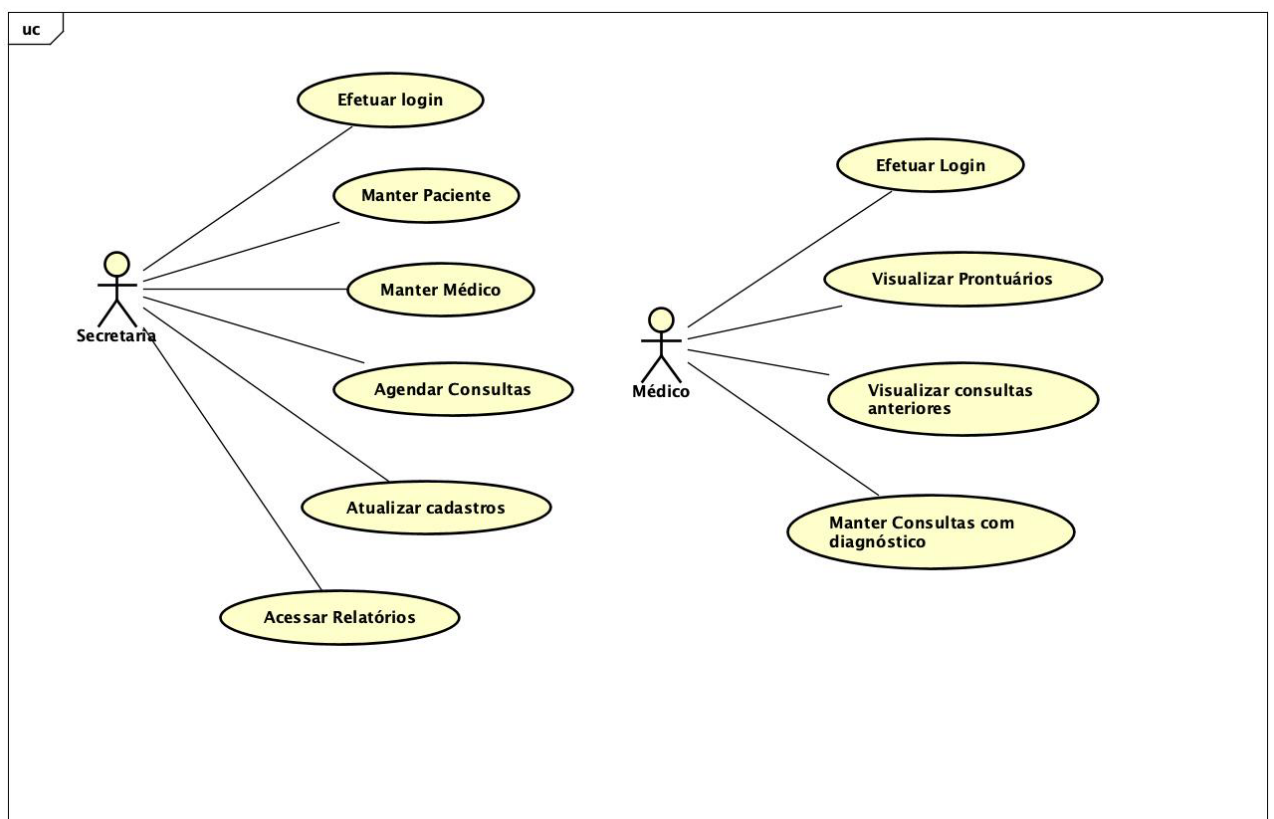 uc
Efetuar login
Manter Paciente
Manter Médico
Secretaria
Agendar Consultas
Atualizar cadastros
Acessar Relatórios
Efetuar Login
Visualizar Prontuários
Médico
Visualizar consultas
anteriores
Manter Consultas com
diagnóstico